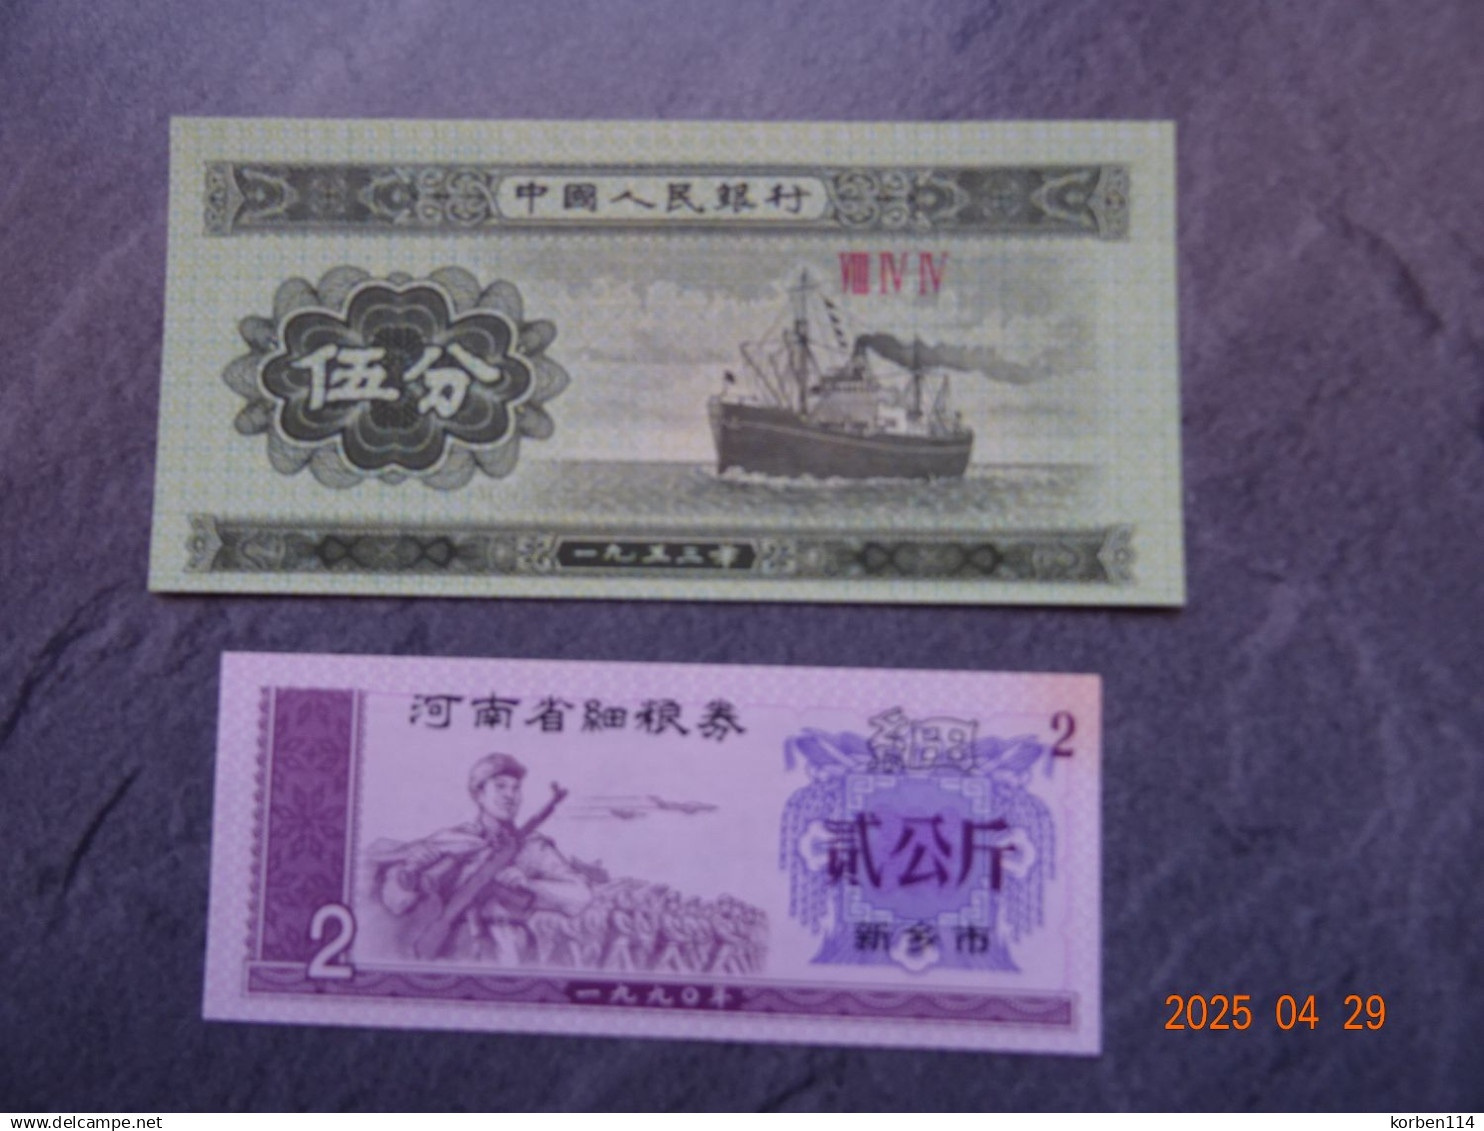 中國人民銀行
VIII IV IV
伍分
一九五三年
河南省細粮券
細
2
贰公斤
新乡市
2
一九九〇年
2025 04 29
delcampe.net
korben114